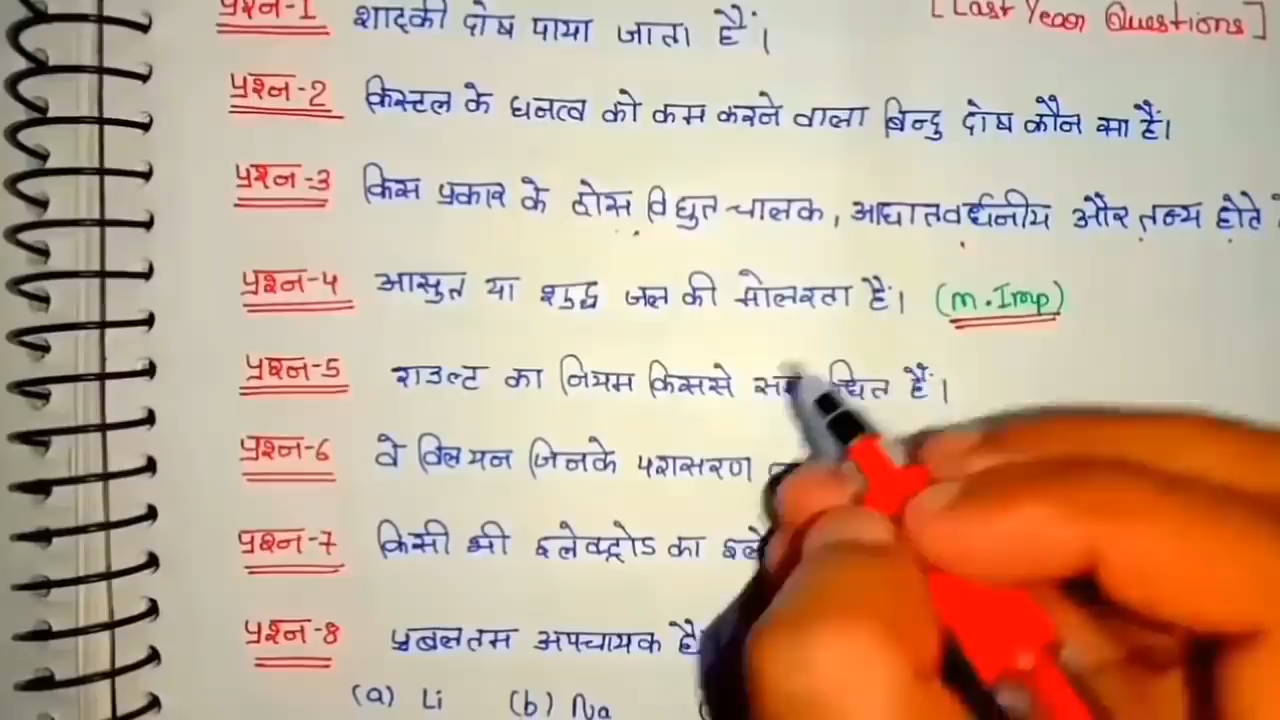 प्रश्न-1 शाट्की दोष पाया जाता हैं। [Last Year Questions]
प्रश्न-2 क्रिस्टल के घनत्व को कम करने वाला बिन्दु दोष कौन सा हैं।
प्रश्न-3 किस प्रकार के ठोस विधुत चालक, आघातवर्धनीय और तन्य होते
प्रश्न-4 आसुत या शुद्ध जल की मोलरता हैं। (m.Imp)
प्रश्न-5 राउल्ट का नियम किससे हैं।
प्रश्न-6 वे विलयन जिनके परासरण
प्रश्न-7 किसी भी इलेक्ट्रोड का
प्रश्न-8 प्रबलतम अपचायक है
(a) Li (b) Na